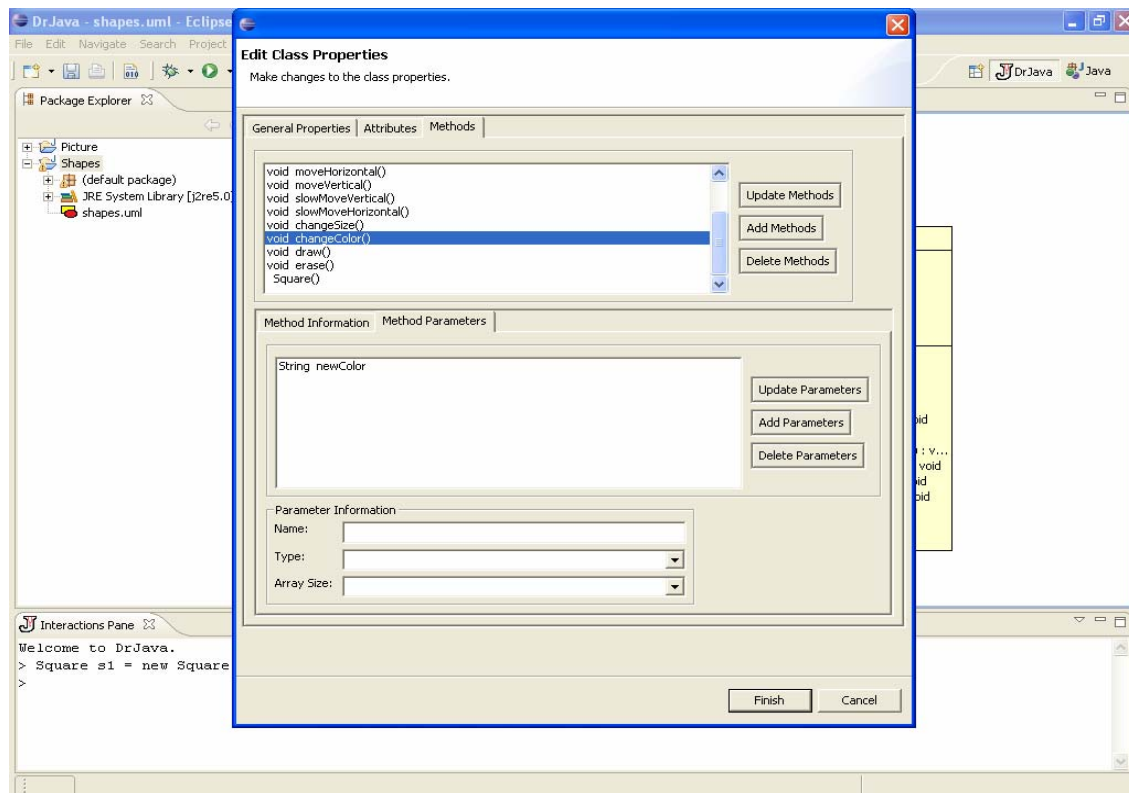 DrJava - shapes.uml - Eclipse
File Edit Navigate Search Project
DrJava Java
Package Explorer
Picture
Shapes
(default package)
JRE System Library [j2re5.0]
shapes.uml
Edit Class Properties
Make changes to the class properties.
General Properties Attributes Methods
void moveHorizontal()
void moveVertical()
void slowMoveVertical()
void slowMoveHorizontal()
void changeSize()
void changeColor()
void draw()
void erase()
Square()
Update Methods
Add Methods
Delete Methods
Method Information Method Parameters
String newColor
Update Parameters
Add Parameters
Delete Parameters
Parameter Information
Name:
Type:
Array Size:
Finish Cancel
: v...
void
Interactions Pane
Welcome to DrJava.
> Square s1 = new Square
>